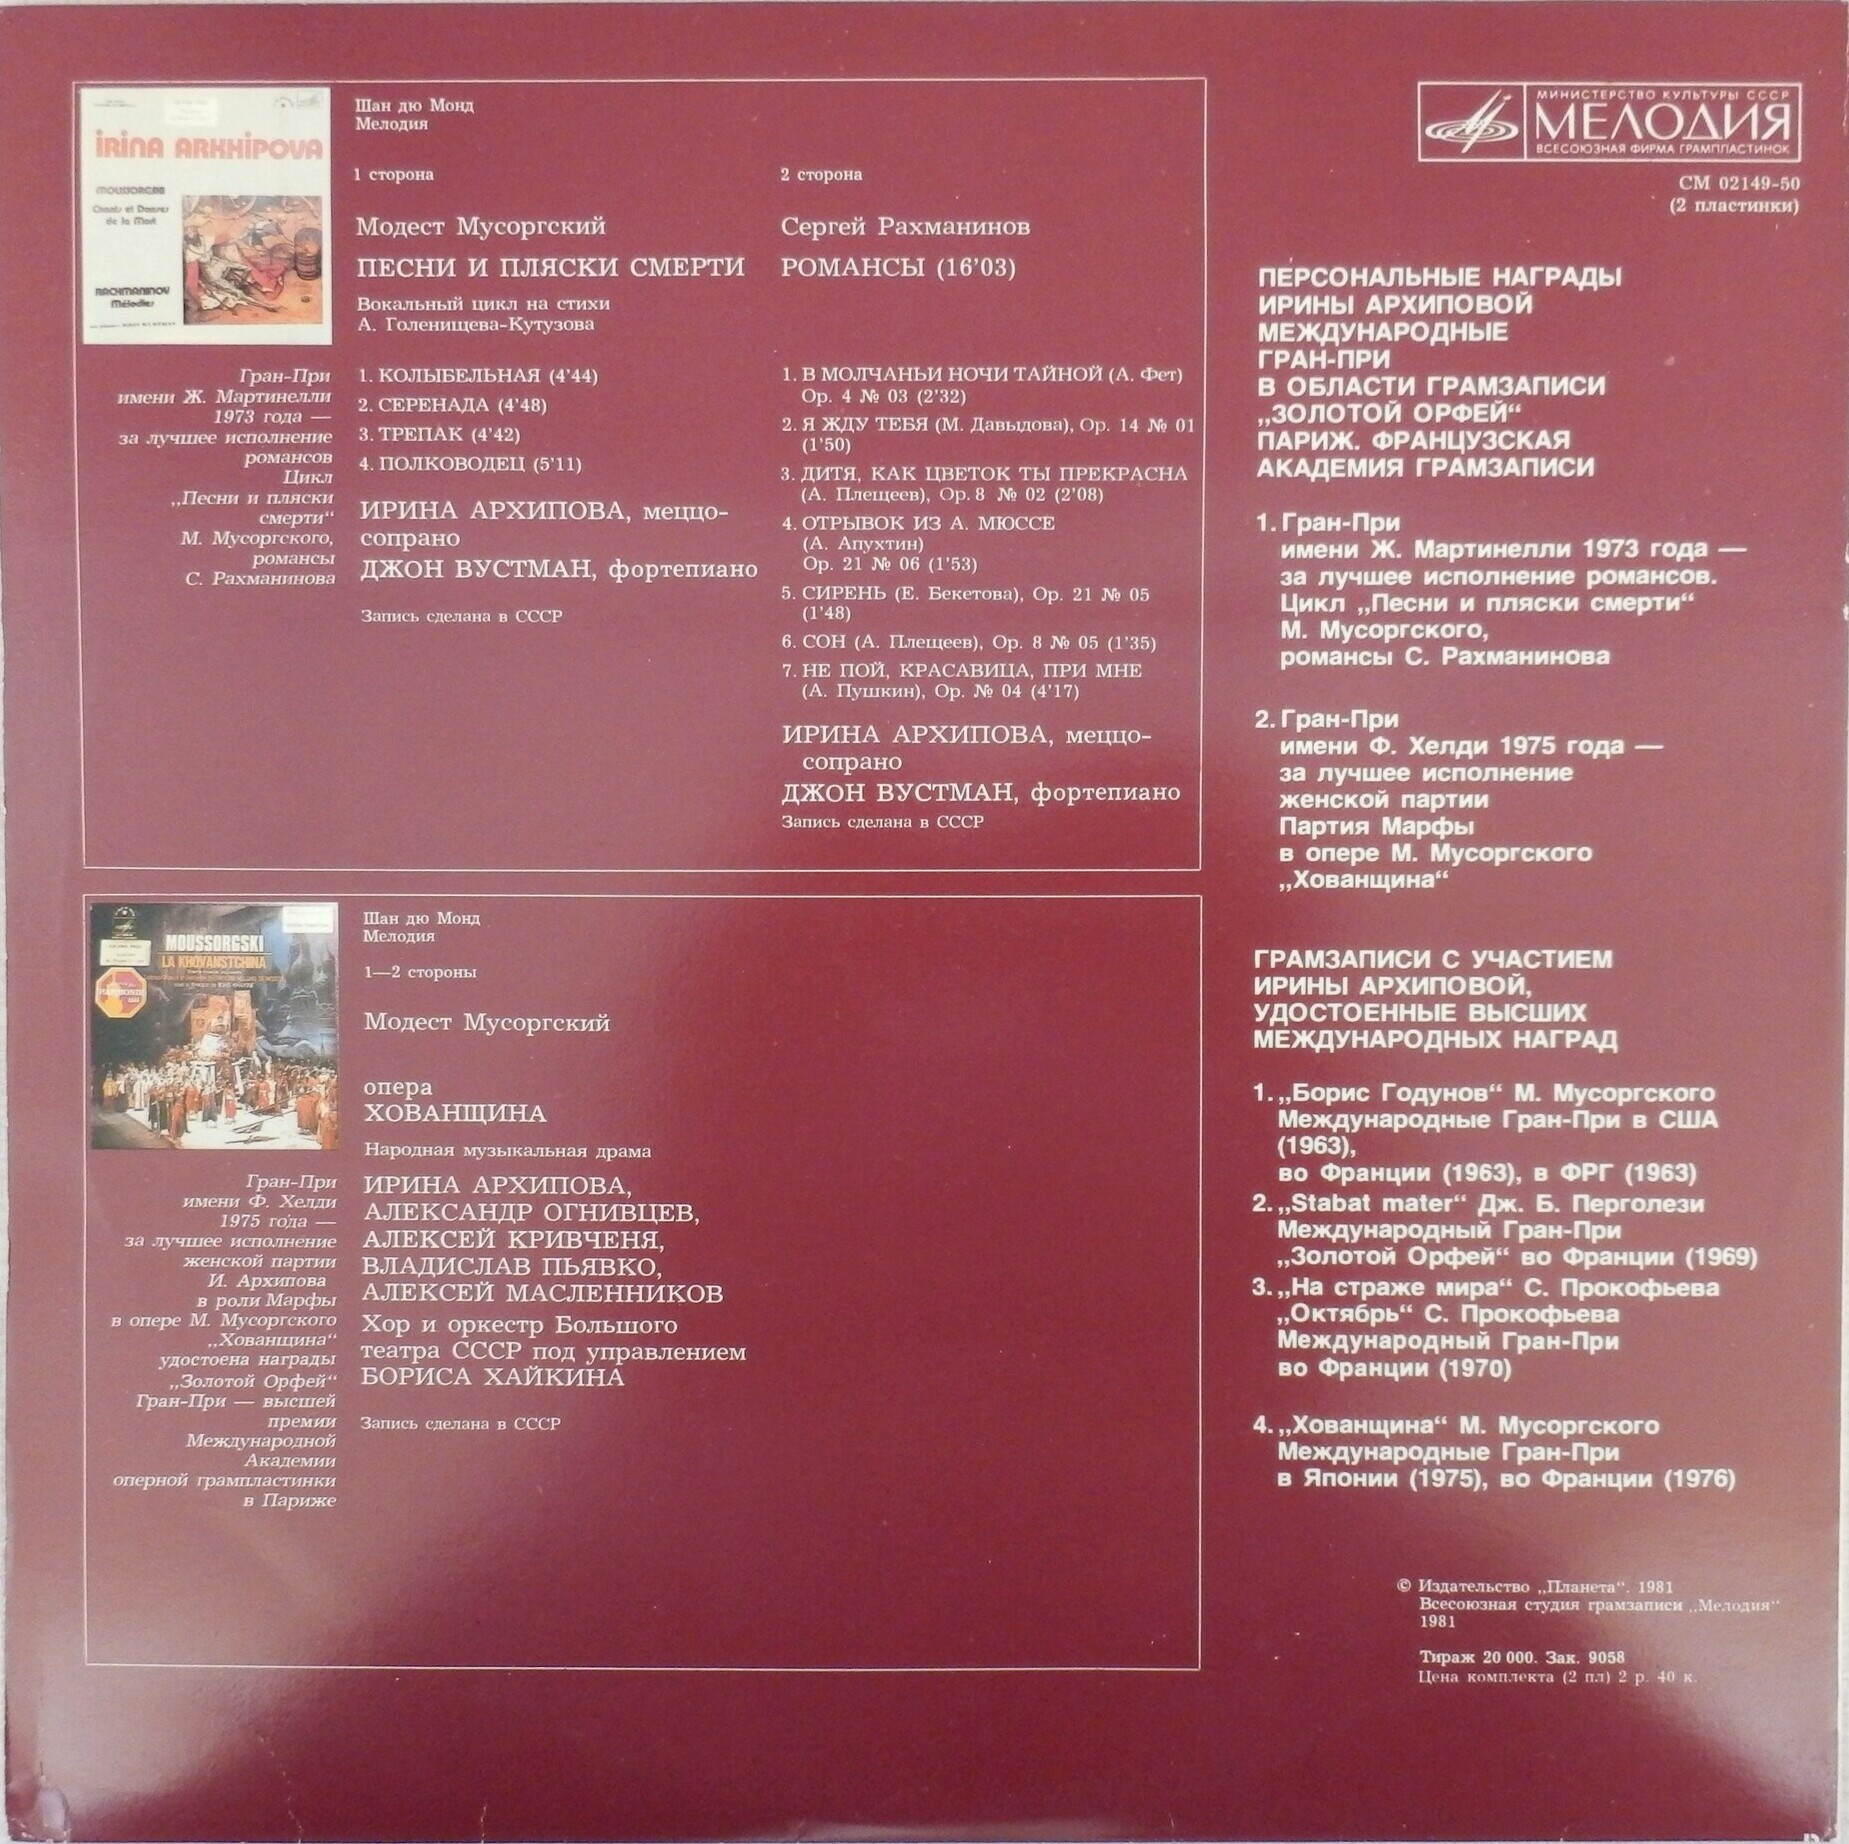 IRINA ARKHIPOVA
MOUSSORGSKI
Chants et Danses
de la Mort
RACHMANINOV
Mélodies
Гран-При
имени Ж. Мартинелли
1973 года —
за лучшее исполнение
романсов
Цикл
„Песни и пляски
смерти“
М. Мусоргского,
романсы
С. Рахманинова
Шан дю Монд
Мелодия
1 сторона
Модест Мусоргский
ПЕСНИ И ПЛЯСКИ СМЕРТИ
Вокальный цикл на стихи
А. Голенищева-Кутузова
1. КОЛЫБЕЛЬНАЯ (4'44)
2. СЕРЕНАДА (4'48)
3. ТРЕПАК (4'42)
4. ПОЛКОВОДЕЦ (5'11)
ИРИНА АРХИПОВА, меццо-
сопрано
ДЖОН ВУСТМАН, фортепиано
Запись сделана в СССР
2 сторона
Сергей Рахманинов
РОМАНСЫ (16'03)
1. В МОЛЧАНЬИ НОЧИ ТАЙНОЙ (А. Фет)
Ор. 4 № 03 (2'32)
2. Я ЖДУ ТЕБЯ (М. Давыдова), Ор. 14 № 01
(1'50)
3. ДИТЯ, КАК ЦВЕТОК ТЫ ПРЕКРАСНА
(А. Плещеев), Ор. 8 № 02 (2'08)
4. ОТРЫВОК ИЗ А. МЮССЕ
(А. Апухтин)
Ор. 21 № 06 (1'53)
5. СИРЕНЬ (Е. Бекетова), Ор. 21 № 05
(1'48)
6. СОН (А. Плещеев), Ор. 8 № 05 (1'35)
7. НЕ ПОЙ, КРАСАВИЦА, ПРИ МНЕ
(А. Пушкин), Ор. № 04 (4'17)
ИРИНА АРХИПОВА, меццо-
сопрано
ДЖОН ВУСТМАН, фортепиано
Запись сделана в СССР
MOUSSORGSKI
LA KHOVANSTCHINA
Гран-При
имени Ф. Хелди
1975 года —
за лучшее исполнение
женской партии
И. Архипова
в роли Марфы
в опере М. Мусоргского
„Хованщина“
удостоена награды
„Золотой Орфей“
Гран-При — высшей
премии
Международной
Академии
оперной грампластинки
в Париже
Шан дю Монд
Мелодия
1—2 стороны
Модест Мусоргский
опера
ХОВАНЩИНА
Народная музыкальная драма
ИРИНА АРХИПОВА,
АЛЕКСАНДР ОГНИВЦЕВ,
АЛЕКСЕЙ КРИВЧЕНЯ,
ВЛАДИСЛАВ ПЬЯВКО,
АЛЕКСЕЙ МАСЛЕННИКОВ
Хор и оркестр Большого
театра СССР под управлением
БОРИСА ХАЙКИНА
Запись сделана в СССР
МИНИСТЕРСТВО КУЛЬТУРЫ СССР
МЕЛОДИЯ
ВСЕСОЮЗНАЯ ФИРМА ГРАМПЛАСТИНОК
СМ 02149-50
(2 пластинки)
ПЕРСОНАЛЬНЫЕ НАГРАДЫ
ИРИНЫ АРХИПОВОЙ
МЕЖДУНАРОДНЫЕ
ГРАН-ПРИ
В ОБЛАСТИ ГРАМЗАПИСИ
„ЗОЛОТОЙ ОРФЕЙ“
ПАРИЖ. ФРАНЦУЗСКАЯ
АКАДЕМИЯ ГРАМЗАПИСИ
1. Гран-При
имени Ж. Мартинелли 1973 года —
за лучшее исполнение романсов.
Цикл „Песни и пляски смерти“
М. Мусоргского,
романсы С. Рахманинова
2. Гран-При
имени Ф. Хелди 1975 года —
за лучшее исполнение
женской партии
Партия Марфы
в опере М. Мусоргского
„Хованщина“
ГРАМЗАПИСИ С УЧАСТИЕМ
ИРИНЫ АРХИПОВОЙ,
УДОСТОЕННЫЕ ВЫСШИХ
МЕЖДУНАРОДНЫХ НАГРАД
1. „Борис Годунов“ М. Мусоргского
Международные Гран-При в США
(1963),
во Франции (1963), в ФРГ (1963)
2. „Stabat mater“ Дж. Б. Перголези
Международный Гран-При
„Золотой Орфей“ во Франции (1969)
3. „На страже мира“ С. Прокофьева
„Октябрь“ С. Прокофьева
Международный Гран-При
во Франции (1970)
4. „Хованщина“ М. Мусоргского
Международные Гран-При
в Японии (1975), во Франции (1976)
© Издательство „Планета“. 1981
Всесоюзная студия грамзаписи „Мелодия“
1981
Тираж 20 000. Зак. 9058
Цена комплекта (2 пл) 2 р. 40 к.